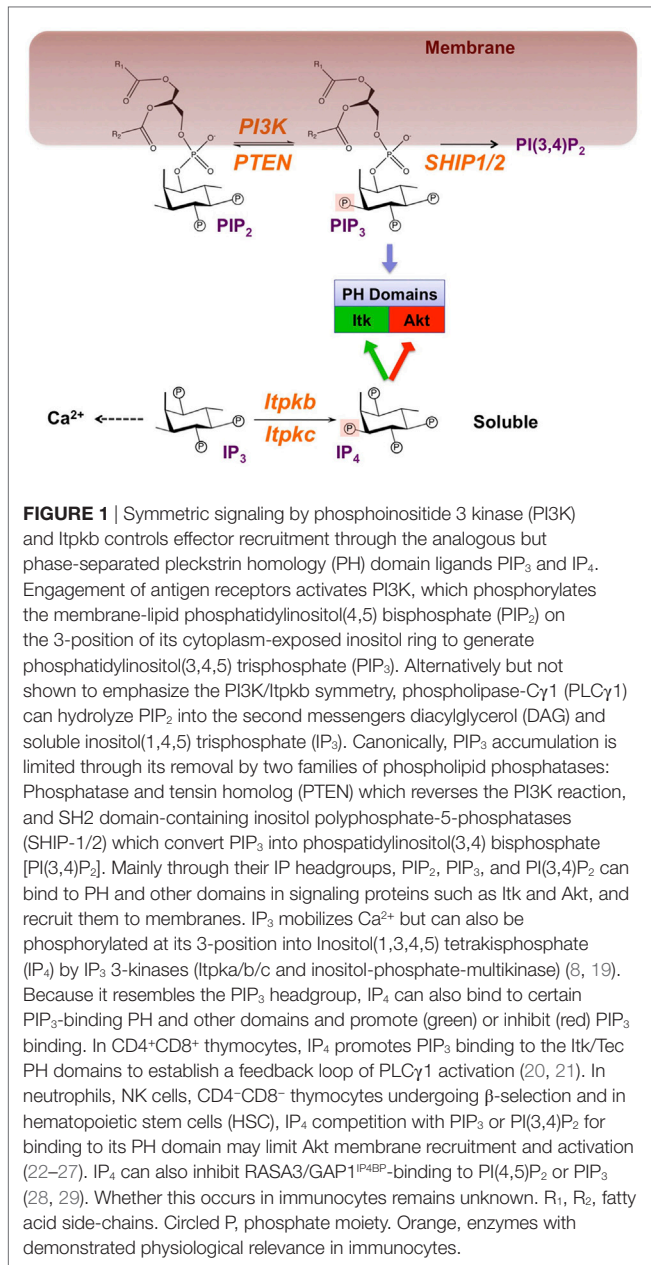 Membrane
R₁
O
O
O
O
R₂
O
O
O⁻
P
O
O
P
P
PIP₂
PI3K
PTEN
R₁
O
O
O
O
R₂
O
O
O⁻
P
O
O
P
P
P
PIP₃
SHIP1/2
PI(3,4)P₂
PH Domains
Itk Akt
Ca²⁺
P
P
P
IP₃
Itpkb
Itpkc
P
P
P
P
IP₄
Soluble
FIGURE 1 | Symmetric signaling by phosphoinositide 3 kinase (PI3K)
and Itpkb controls effector recruitment through the analogous but
phase-separated pleckstrin homology (PH) domain ligands PIP₃ and IP₄.
Engagement of antigen receptors activates PI3K, which phosphorylates
the membrane-lipid phosphatidylinositol(4,5) bisphosphate (PIP₂) on
the 3-position of its cytoplasm-exposed inositol ring to generate
phosphatidylinositol(3,4,5) trisphosphate (PIP₃). Alternatively but not
shown to emphasize the PI3K/Itpkb symmetry, phospholipase-Cγ1 (PLCγ1)
can hydrolyze PIP₂ into the second messengers diacylglycerol (DAG) and
soluble inositol(1,4,5) trisphosphate (IP₃). Canonically, PIP₃ accumulation is
limited through its removal by two families of phospholipid phosphatases:
Phosphatase and tensin homolog (PTEN) which reverses the PI3K reaction,
and SH2 domain-containing inositol polyphosphate-5-phosphatases
(SHIP-1/2) which convert PIP₃ into phospatidylinositol(3,4) bisphosphate
[PI(3,4)P₂]. Mainly through their IP headgroups, PIP₂, PIP₃, and PI(3,4)P₂ can
bind to PH and other domains in signaling proteins such as Itk and Akt, and
recruit them to membranes. IP₃ mobilizes Ca²⁺ but can also be
phosphorylated at its 3-position into Inositol(1,3,4,5) tetrakisphosphate
(IP₄) by IP₃ 3-kinases (Itpka/b/c and inositol-phosphate-multikinase) (8, 19).
Because it resembles the PIP₃ headgroup, IP₄ can also bind to certain
PIP₃-binding PH and other domains and promote (green) or inhibit (red) PIP₃
binding. In CD4⁺CD8⁺ thymocytes, IP₄ promotes PIP₃ binding to the Itk/Tec
PH domains to establish a feedback loop of PLCγ1 activation (20, 21). In
neutrophils, NK cells, CD4⁻CD8⁻ thymocytes undergoing β-selection and in
hematopoietic stem cells (HSC), IP₄ competition with PIP₃ or PI(3,4)P₂ for
binding to its PH domain may limit Akt membrane recruitment and activation
(22–27). IP₄ can also inhibit RASA3/GAP1ᴵᴾ⁴ᴮᴾ-binding to PI(4,5)P₂ or PIP₃
(28, 29). Whether this occurs in immunocytes remains unknown. R₁, R₂, fatty
acid side-chains. Circled P, phosphate moiety. Orange, enzymes with
demonstrated physiological relevance in immunocytes.